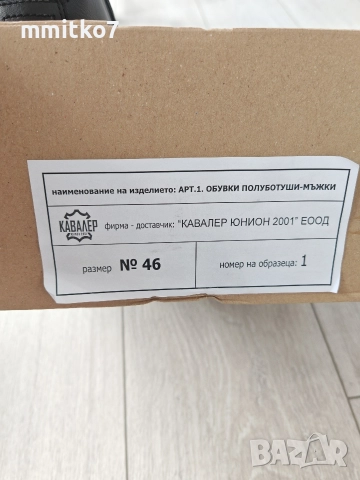 mmitko7
наименование на изделието: АРТ.1. ОБУВКИ ПОЛУБОТУШИ-МЪЖКИ
КАВАЛЕР
фирма - доставчик: "КАВАЛЕР ЮНИОН 2001" ЕООД
размер № 46
номер на образеца: 1
BAZAR